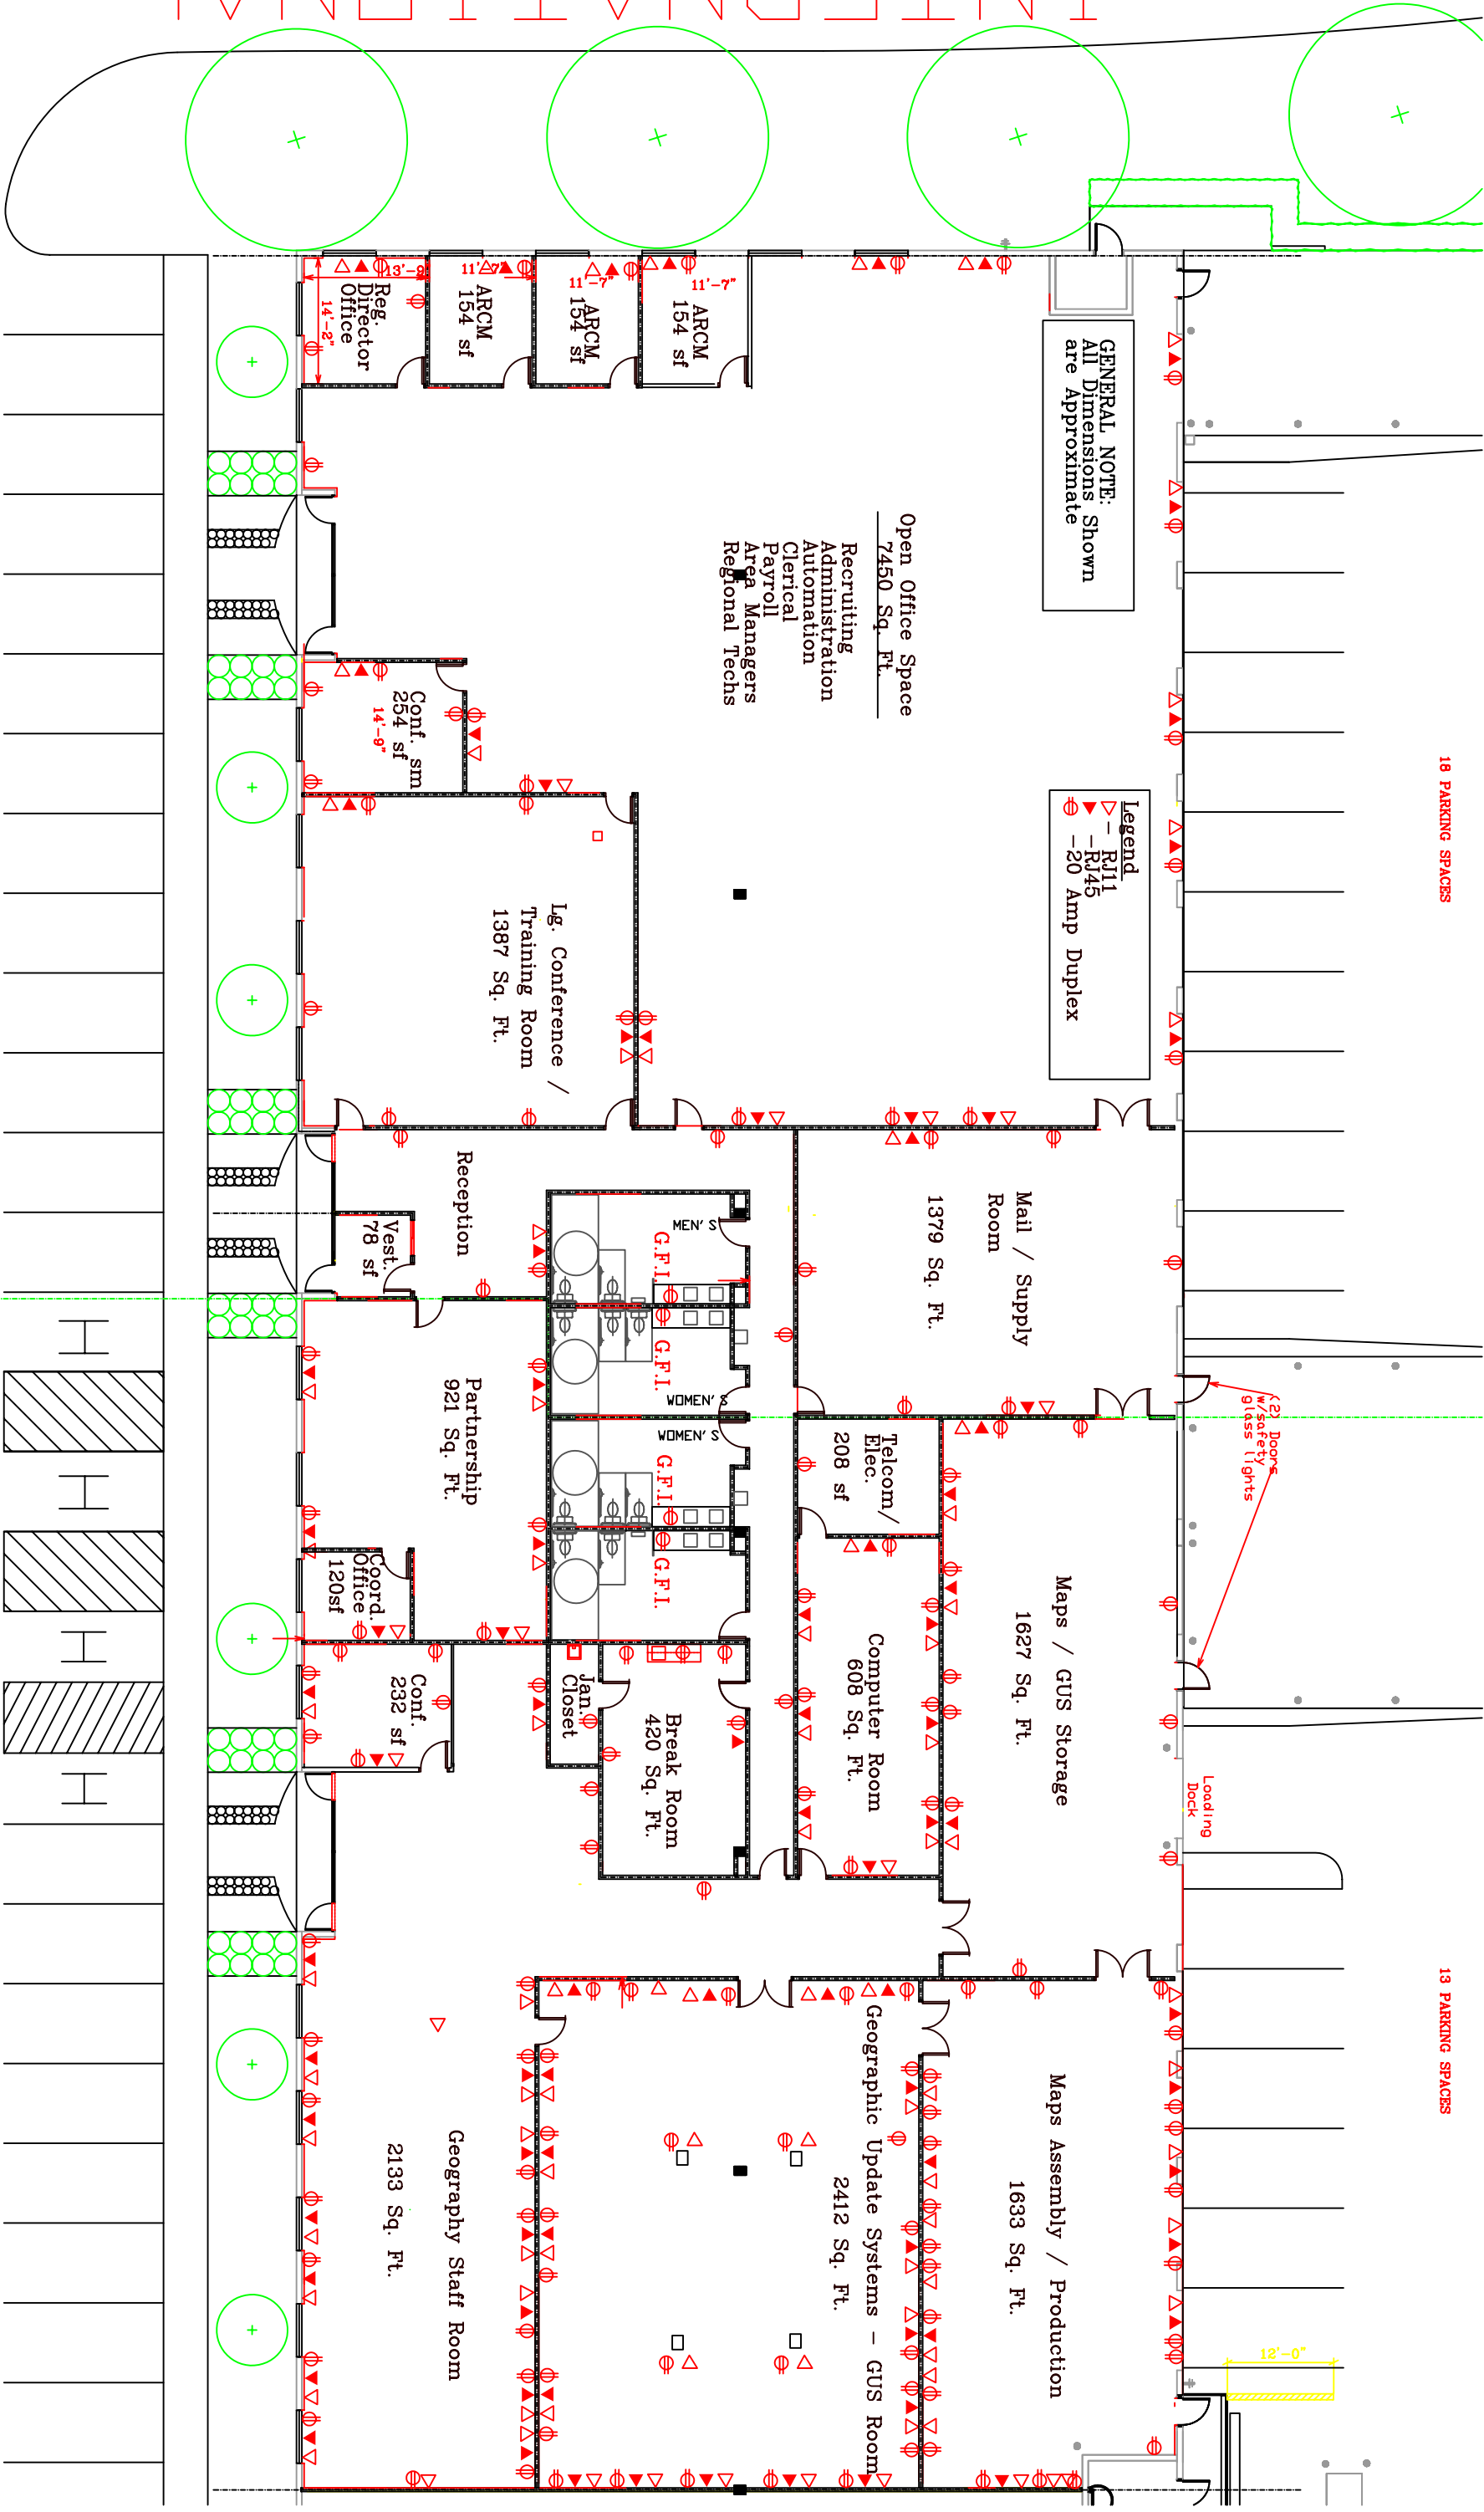 18 PARKING SPACES
13 PARKING SPACES
GENERAL NOTE:
All Dimensions Shown
are Approximate
Legend
- RJ11
-RJ45
-20 Amp Duplex
(2) Doors
w/safety
glass lights
Loading
Dock
12'-0"
Open Office Space
7450 Sq. Ft.
Recruiting
Administration
Automation
Clerical
Payroll
Area Managers
Regional Techs
Mail / Supply
Room
1379 Sq. Ft.
Maps / GUS Storage
1627 Sq. Ft.
Maps Assembly / Production
1633 Sq. Ft.
Telcom/
Elec.
208 sf
Computer Room
608 Sq. Ft.
Geographic Update Systems - GUS Room
2412 Sq. Ft.
ARCM
154 sf
11'-7"
ARCM
154 sf
11'-7"
ARCM
154 sf
11'-7"
Reg.
Director
Office
13'-9
14'-2"
Conf. sm
254 sf
14'-9"
Lg. Conference /
Training Room
1387 Sq. Ft.
Reception
Vest.
78 sf
MEN'S
G.F.I.
G.F.I.
WOMEN'S
WOMEN'S
G.F.I.
G.F.I.
Partnership
921 Sq. Ft.
Coord.
Office
120sf
Conf.
232 sf
Jan.
Closet
Break Room
420 Sq. Ft.
Geography Staff Room
2133 Sq. Ft.